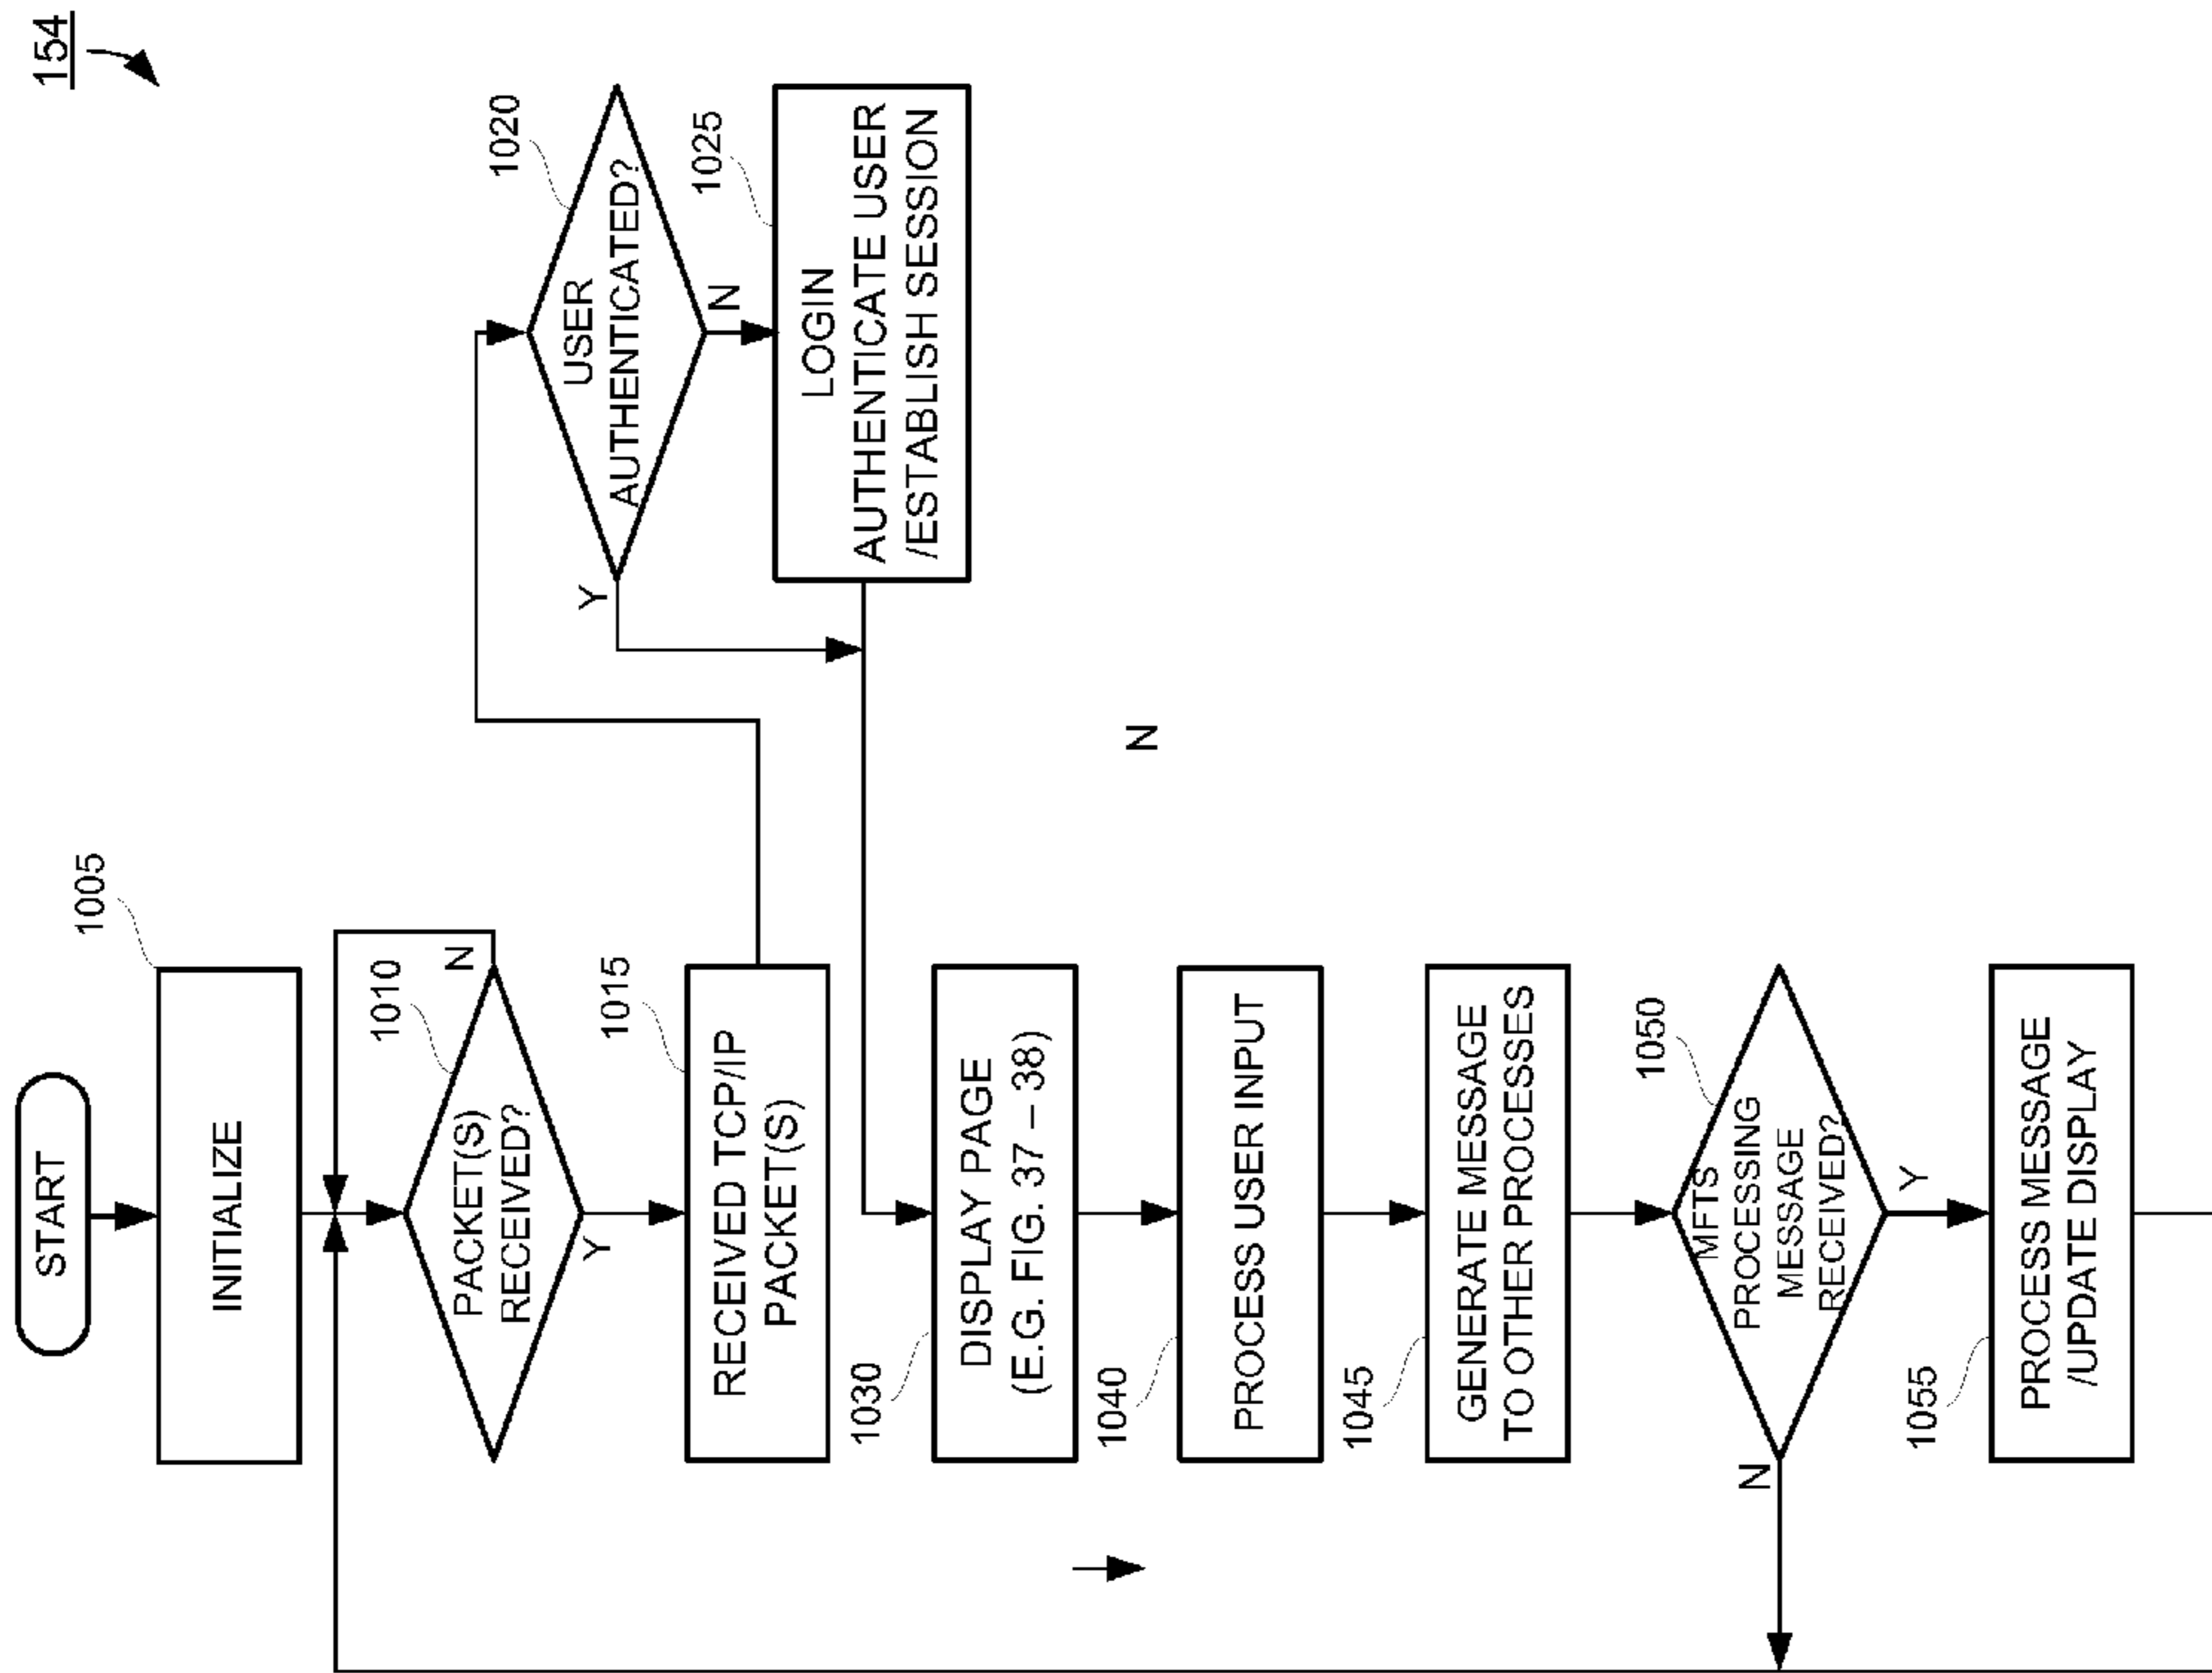 154
START
1005
INITIALIZE
1010
PACKET(S)
RECEIVED?
N
Y
1015
RECEIVED TCP/IP
PACKET(S)
1020
USER
AUTHENTICATED?
Y
N
1025
LOGIN
AUTHENTICATE USER
/ESTABLISH SESSION
1030
DISPLAY PAGE
(E.G. FIG. 37 – 38)
N
1040
PROCESS USER INPUT
1045
GENERATE MESSAGE
TO OTHER PROCESSES
1050
MFTS
PROCESSING
MESSAGE
RECEIVED?
N
Y
1055
PROCESS MESSAGE
/UPDATE DISPLAY